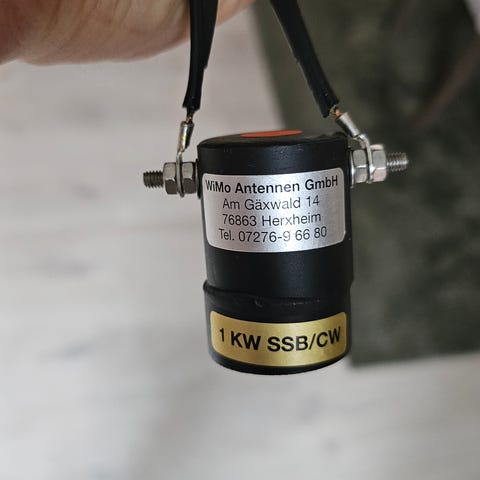 WiMo Antennen GmbH
Am Gäxwald 14
76863 Herxheim
Tel. 07276-9 66 80
1 KW SSB/CW